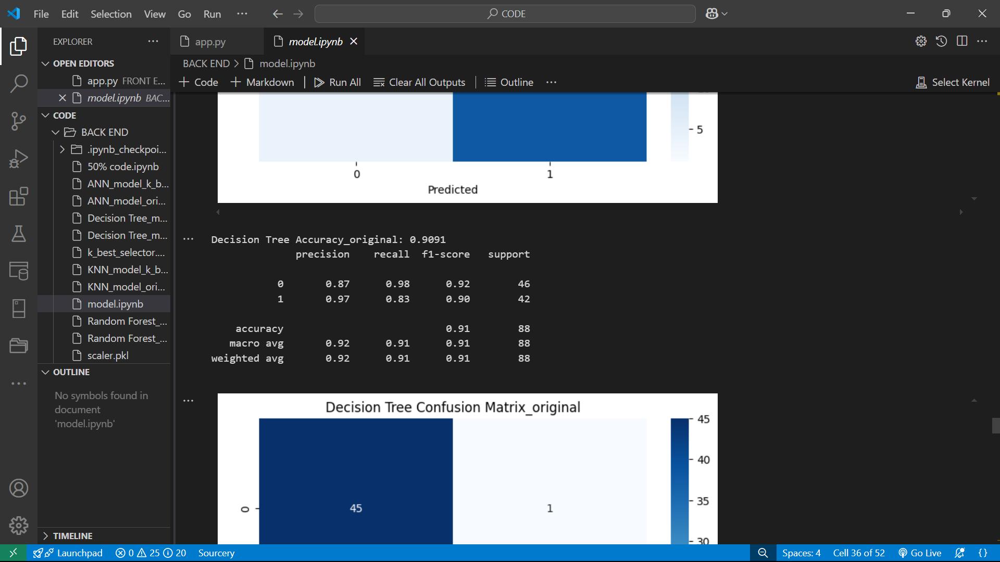 File Edit Selection View Go Run ··· CODE
EXPLORER ···
OPEN EDITORS
app.py FRONT E...
model.ipynb BAC...
CODE
BACK END
.ipynb_checkpoi...
50% code.ipynb
ANN_model_k_b...
ANN_model_ori...
Decision Tree_m...
Decision Tree_m...
k_best_selector....
KNN_model_k_b...
KNN_model_ori...
model.ipynb
Random Forest_...
Random Forest_...
scaler.pkl
OUTLINE
No symbols found in
document
'model.ipynb'
TIMELINE
app.py model.ipynb
BACK END > model.ipynb
+ Code + Markdown Run All Clear All Outputs Outline ··· Select Kernel
5
0 1
Predicted
Decision Tree Accuracy_original: 0.9091
precision recall f1-score support
0 0.87 0.98 0.92 46
1 0.97 0.83 0.90 42
accuracy 0.91 88
macro avg 0.92 0.91 0.91 88
weighted avg 0.92 0.91 0.91 88
Decision Tree Confusion Matrix_original
45
40
35
30
0 45 1
Launchpad 0 25 20 Sourcery Spaces: 4 Cell 36 of 52 Go Live {}